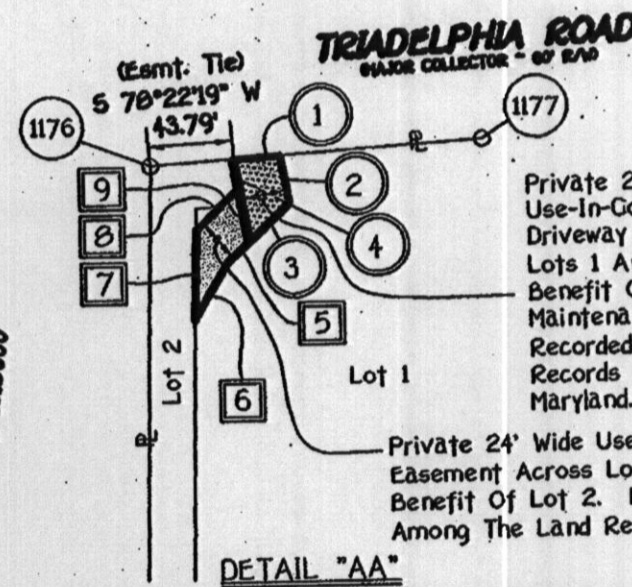 TRIADELPHIA ROAD
MAJOR COLLECTOR - 60' R/W
(Esmt. Tie)
S 78°22'19" W
43.79'
1176
1177
1
2
3
4
5
6
7
8
9
Lot 2
Lot 1
Private 2
Use-In-Co
Driveway
Lots 1 A
Benefit O
Maintena
Recorded
Records
Maryland.
Private 24' Wide Use
Easement Across Lo
Benefit Of Lot 2.
Among The Land Re
DETAIL "AA"